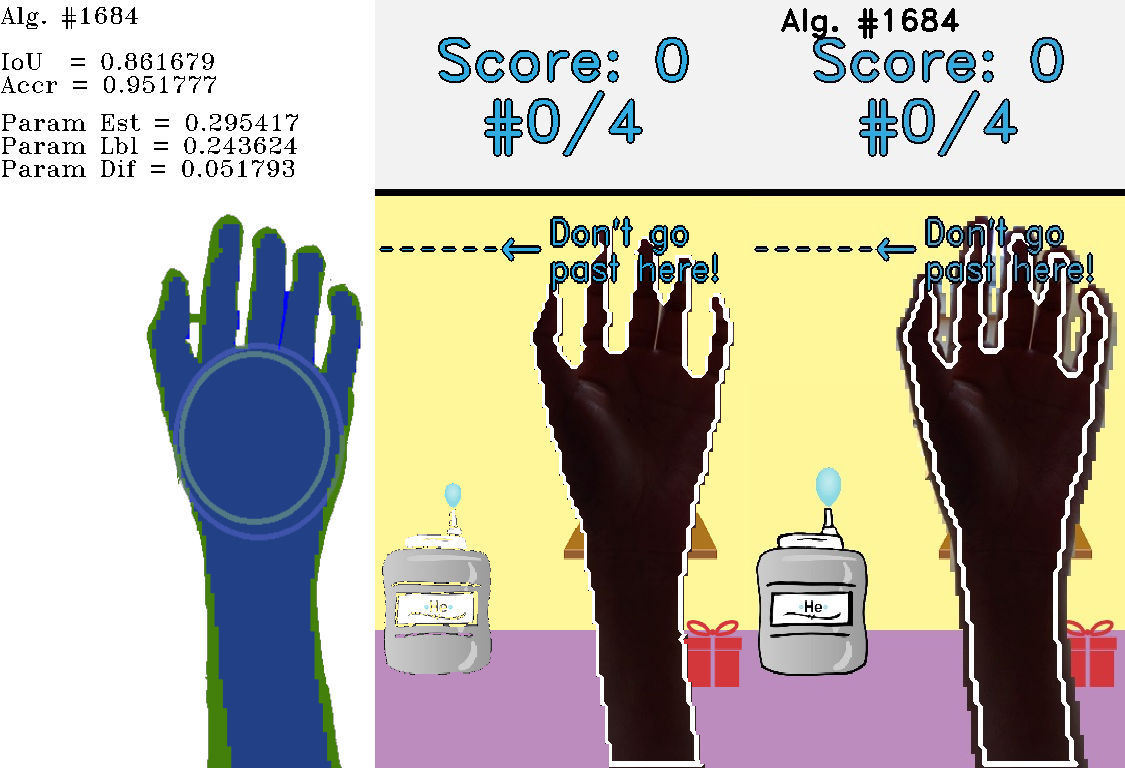 Alg. #1684
IoU = 0.861679
Accr = 0.951777
Param Est = 0.295417
Param Lbl = 0.243624
Param Dif = 0.051793
Score: 0
#0/4
Don't go
past here!
He
Alg. #1684
Score: 0
#0/4
Don't go
past here!
He